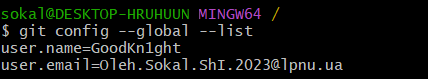 sokal@DESKTOP-HRUHUUN MINGW64 /
$ git config --global --list
user.name=GoodKn1ght
user.email=Oleh.Sokal.ShI.2023@lpnu.ua